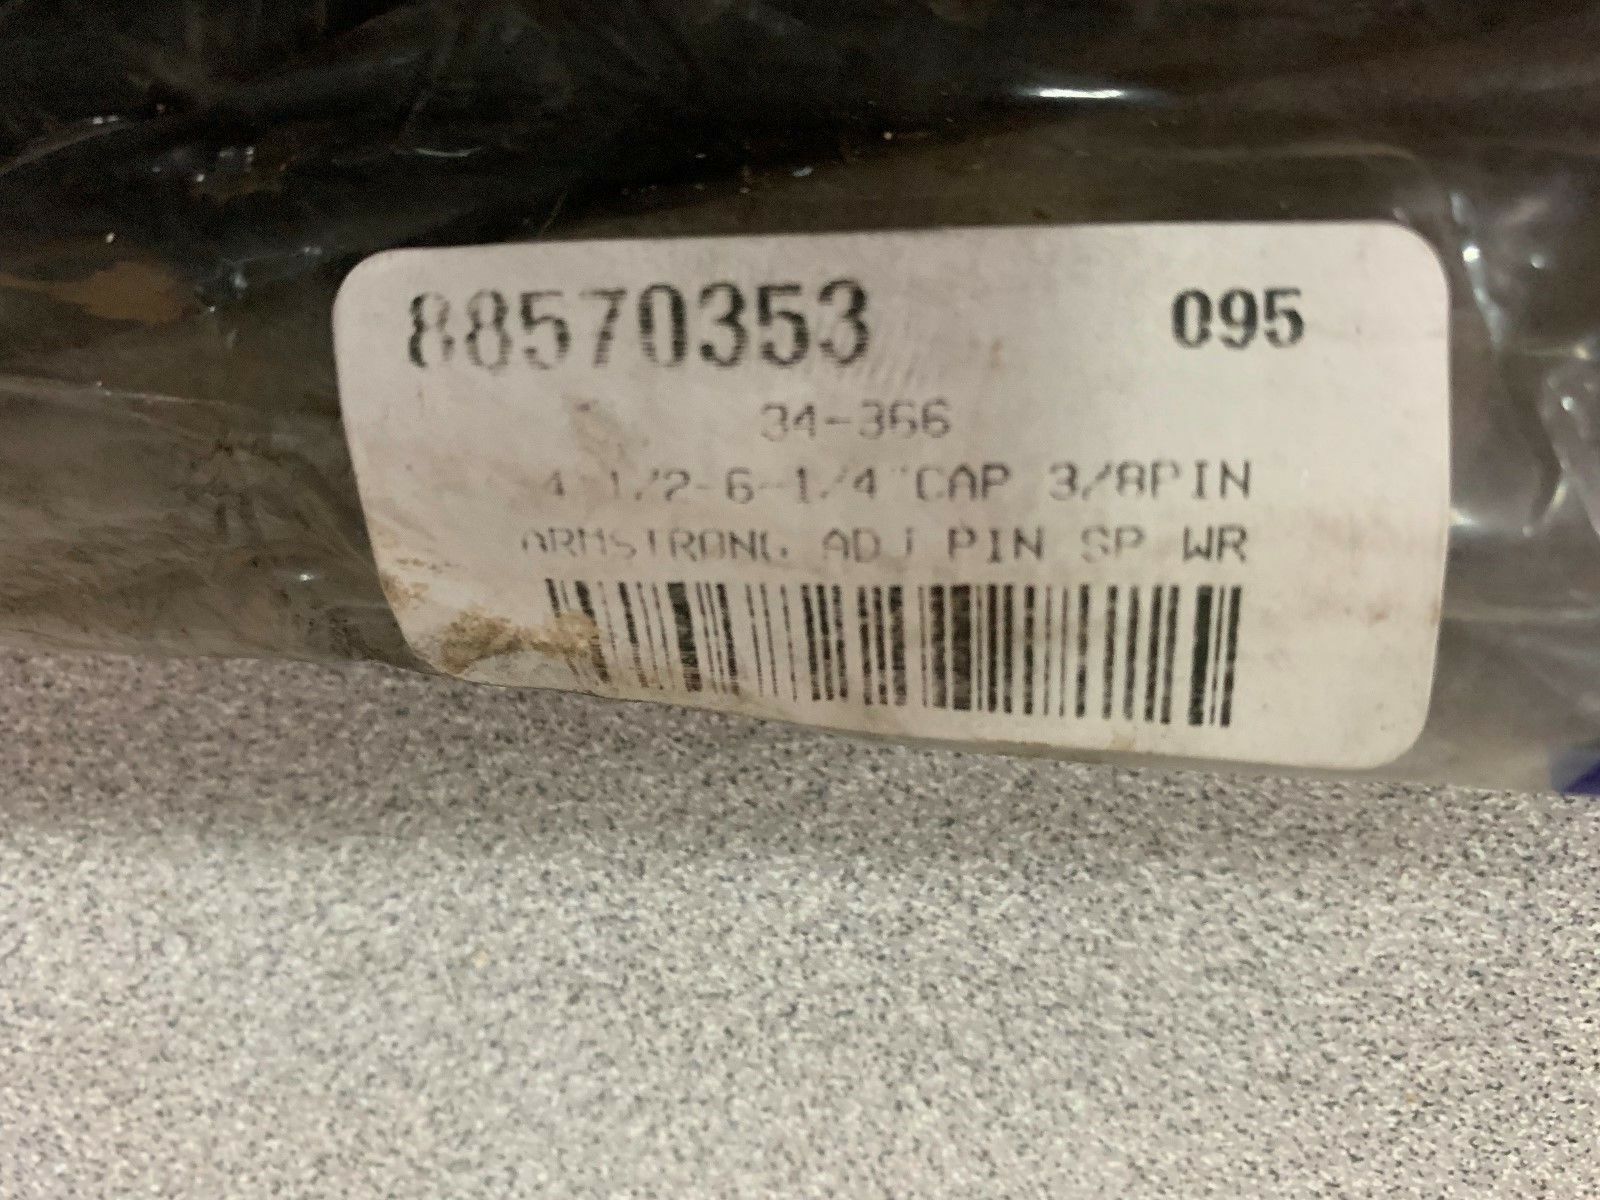 88570353 095
34-366
4-1/2-6-1/4"CAP 3/8PIN
ARMSTRONG ADJ PIN SP WR